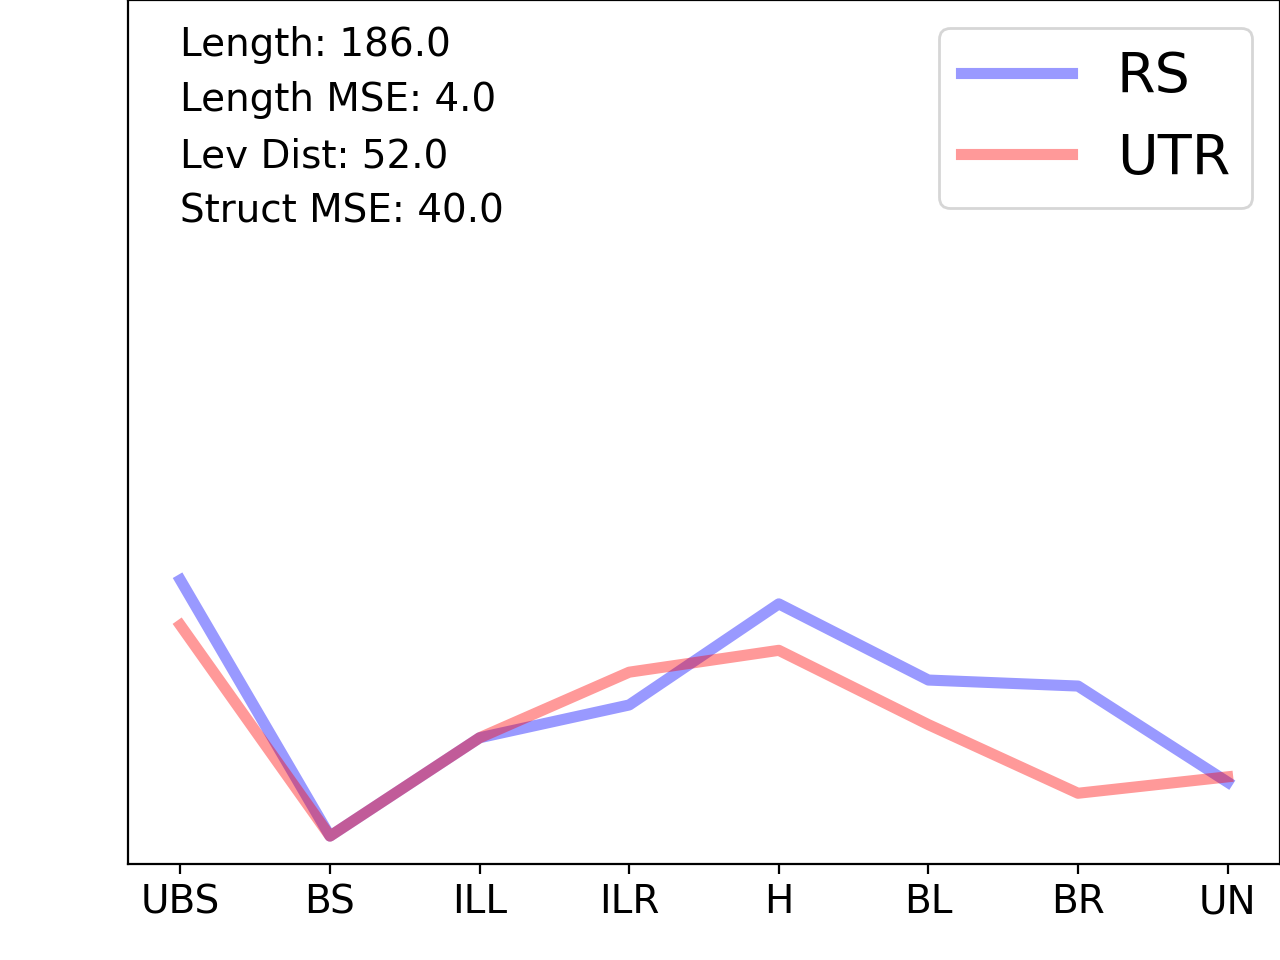 Length: 186.0
Length MSE: 4.0
Lev Dist: 52.0
Struct MSE: 40.0
RS
UTR
UBS BS ILL ILR H BL BR UN